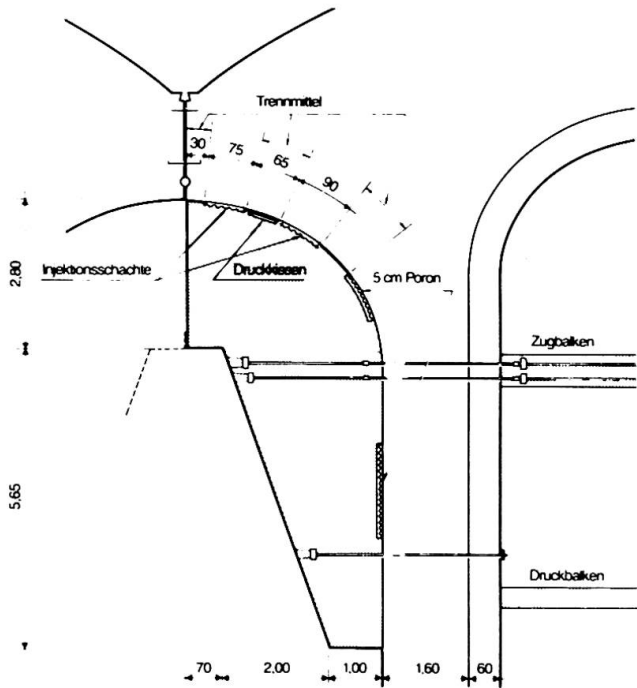 Trennmittel
30
75
65
90
2.80
Injektionsschachte
Druckkissen
5 cm Poron
Zugbalken
5,65
Druckbalken
70
2,00
1,00
1,60
60